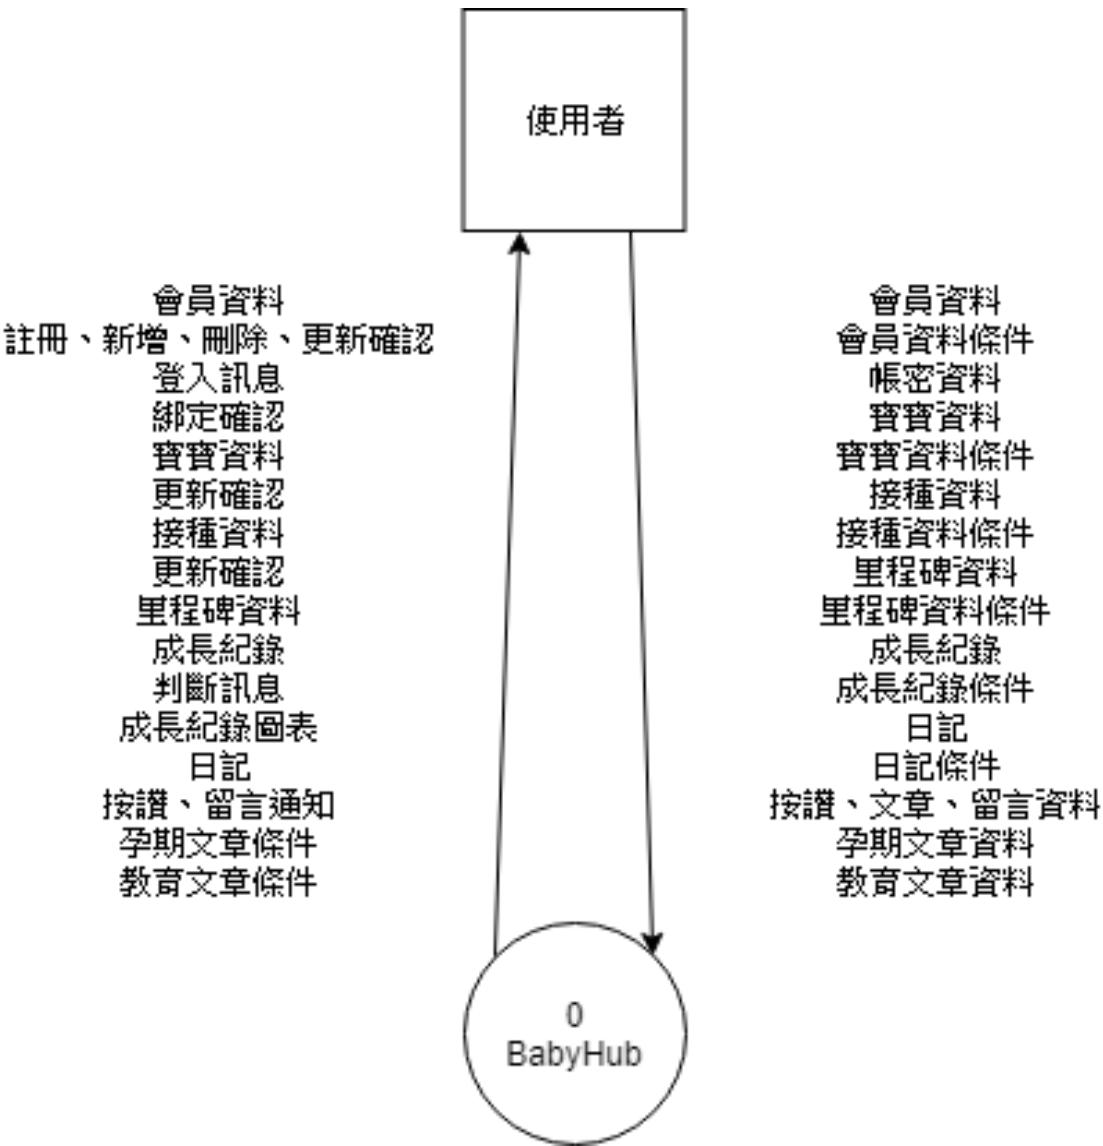 使用者
會員資料
註冊、新增、刪除、更新確認
登入訊息
綁定確認
寶寶資料
更新確認
接種資料
更新確認
里程碑資料
成長紀錄
判斷訊息
成長紀錄圖表
日記
按讚、留言通知
孕期文章條件
教育文章條件
會員資料
會員資料條件
帳密資料
寶寶資料
寶寶資料條件
接種資料
接種資料條件
里程碑資料
里程碑資料條件
成長紀錄
成長紀錄條件
日記
日記條件
按讚、文章、留言資料
孕期文章資料
教育文章資料
0
BabyHub